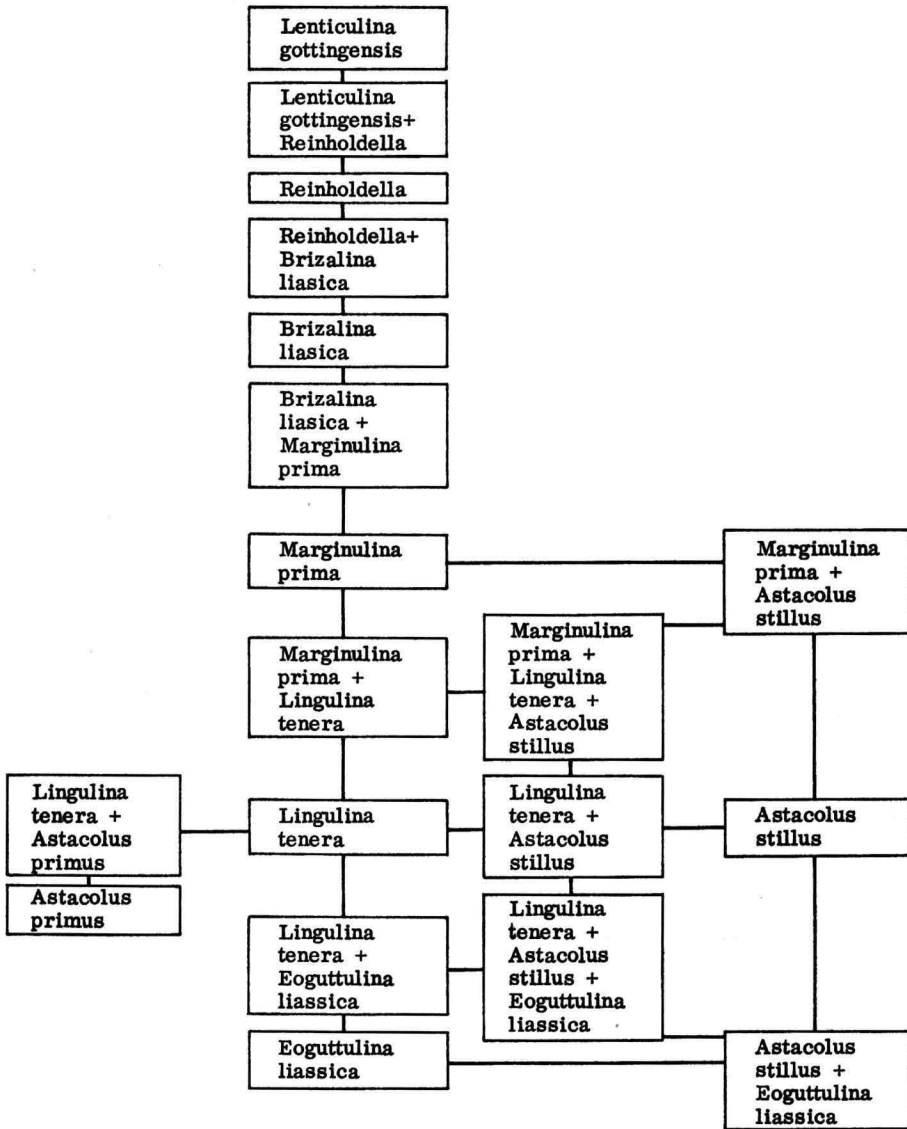 Lenticulina
gottingensis
Lenticulina
gottingensis+
Reinholdella
Reinholdella
Reinholdella+
Brizalina
liasica
Brizalina
liasica
Brizalina
liasica +
Marginulina
prima
Marginulina
prima
Marginulina
prima +
Astacolus
stillus
Marginulina
prima +
Lingulina
tenera
Marginulina
prima +
Lingulina
tenera +
Astacolus
stillus
Lingulina
tenera +
Astacolus
primus
Lingulina
tenera
Lingulina
tenera +
Astacolus
stillus
Astacolus
stillus
Astacolus
primus
Lingulina
tenera +
Eoguttulina
liassica
Lingulina
tenera +
Astacolus
stillus +
Eoguttulina
liassica
Eoguttulina
liassica
Astacolus
stillus +
Eoguttulina
liassica